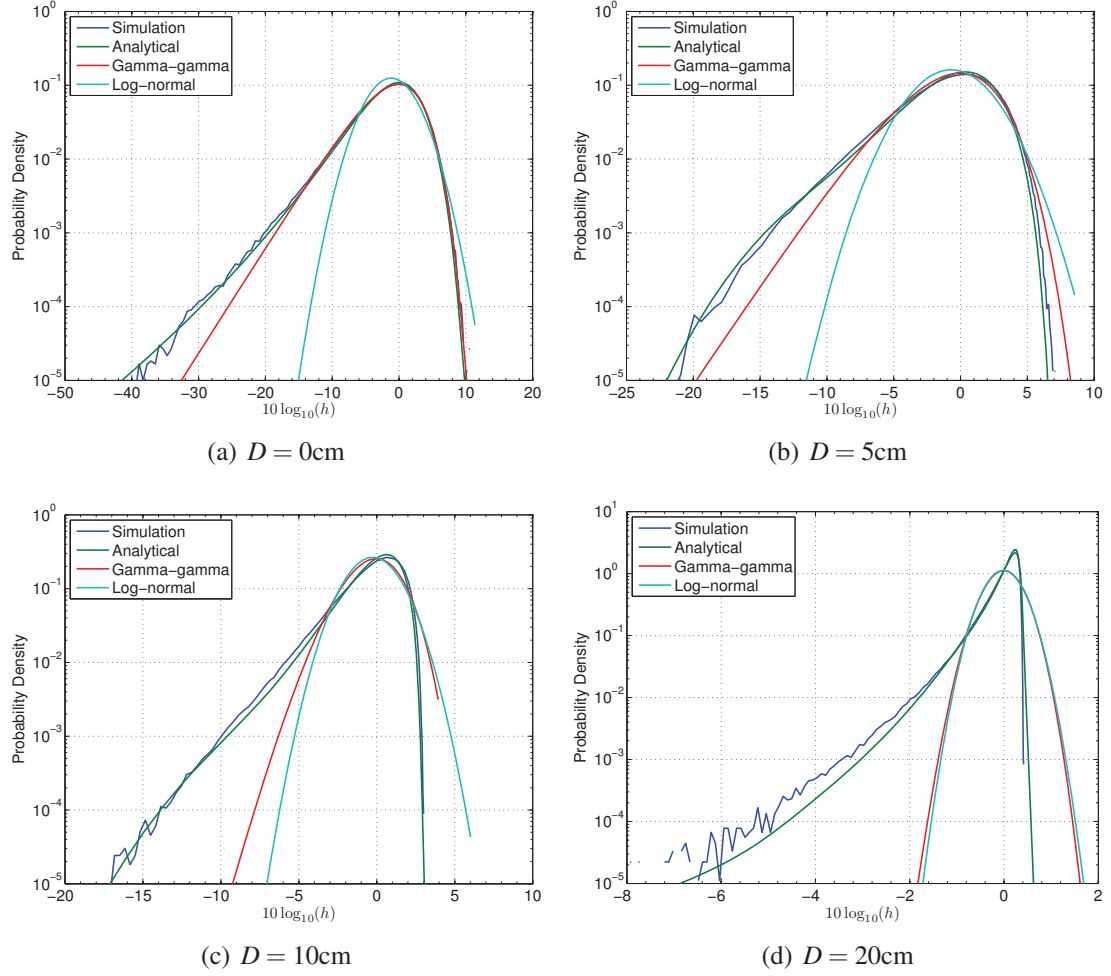 Simulation
Analytical
Gamma-gamma
Log-normal
Probability Density
10^0
10^-1
10^-2
10^-3
10^-4
10^-5
-50 -40 -30 -20 -10 0 10 20
10 log10(h)
(a) D = 0cm
Simulation
Analytical
Gamma-gamma
Log-normal
Probability Density
10^0
10^-1
10^-2
10^-3
10^-4
10^-5
-25 -20 -15 -10 -5 0 5 10
10 log10(h)
(b) D = 5cm
Simulation
Analytical
Gamma-gamma
Log-normal
Probability Density
10^0
10^-1
10^-2
10^-3
10^-4
10^-5
-20 -15 -10 -5 0 5 10
10 log10(h)
(c) D = 10cm
Simulation
Analytical
Gamma-gamma
Log-normal
Probability Density
10^1
10^0
10^-1
10^-2
10^-3
10^-4
10^-5
-8 -6 -4 -2 0 2
10 log10(h)
(d) D = 20cm